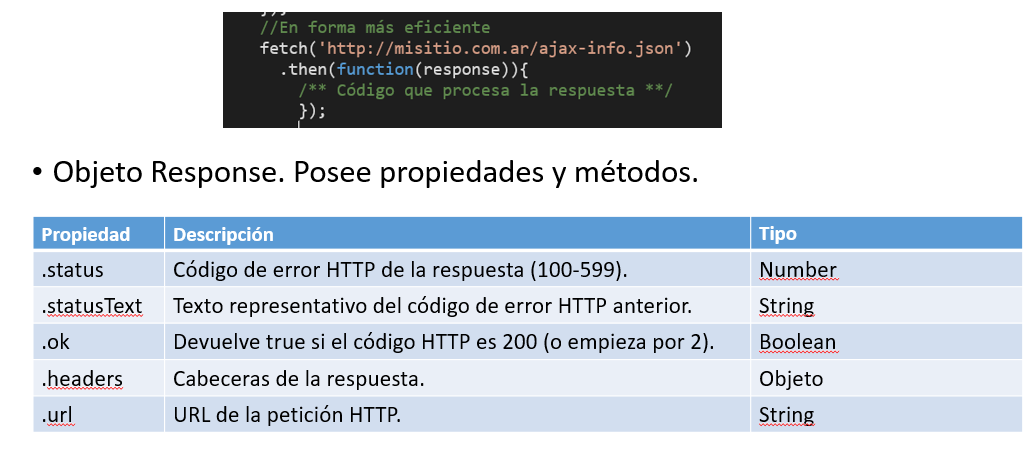 //En forma más eficiente
fetch('http://misitio.com.ar/ajax-info.json')
.then(function(response)){
/** Código que procesa la respuesta **/
});
• Objeto Response. Posee propiedades y métodos.
Propiedad Descripción Tipo
.status Código de error HTTP de la respuesta (100-599). Number
.statusText Texto representativo del código de error HTTP anterior. String
.ok Devuelve true si el código HTTP es 200 (o empieza por 2). Boolean
.headers Cabeceras de la respuesta. Objeto
.url URL de la petición HTTP. String